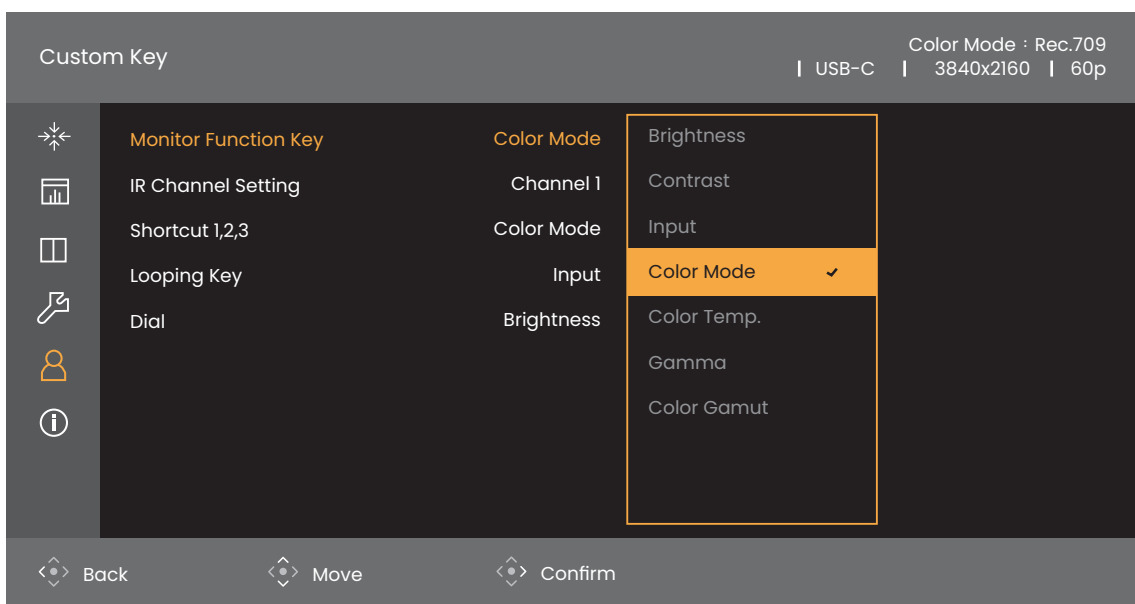 Custom Key
Color Mode : Rec.709
| USB-C | 3840x2160 | 60p
Monitor Function Key Color Mode
IR Channel Setting Channel 1
Shortcut 1,2,3 Color Mode
Looping Key Input
Dial Brightness
Brightness
Contrast
Input
Color Mode
Color Temp.
Gamma
Color Gamut
Back Move Confirm